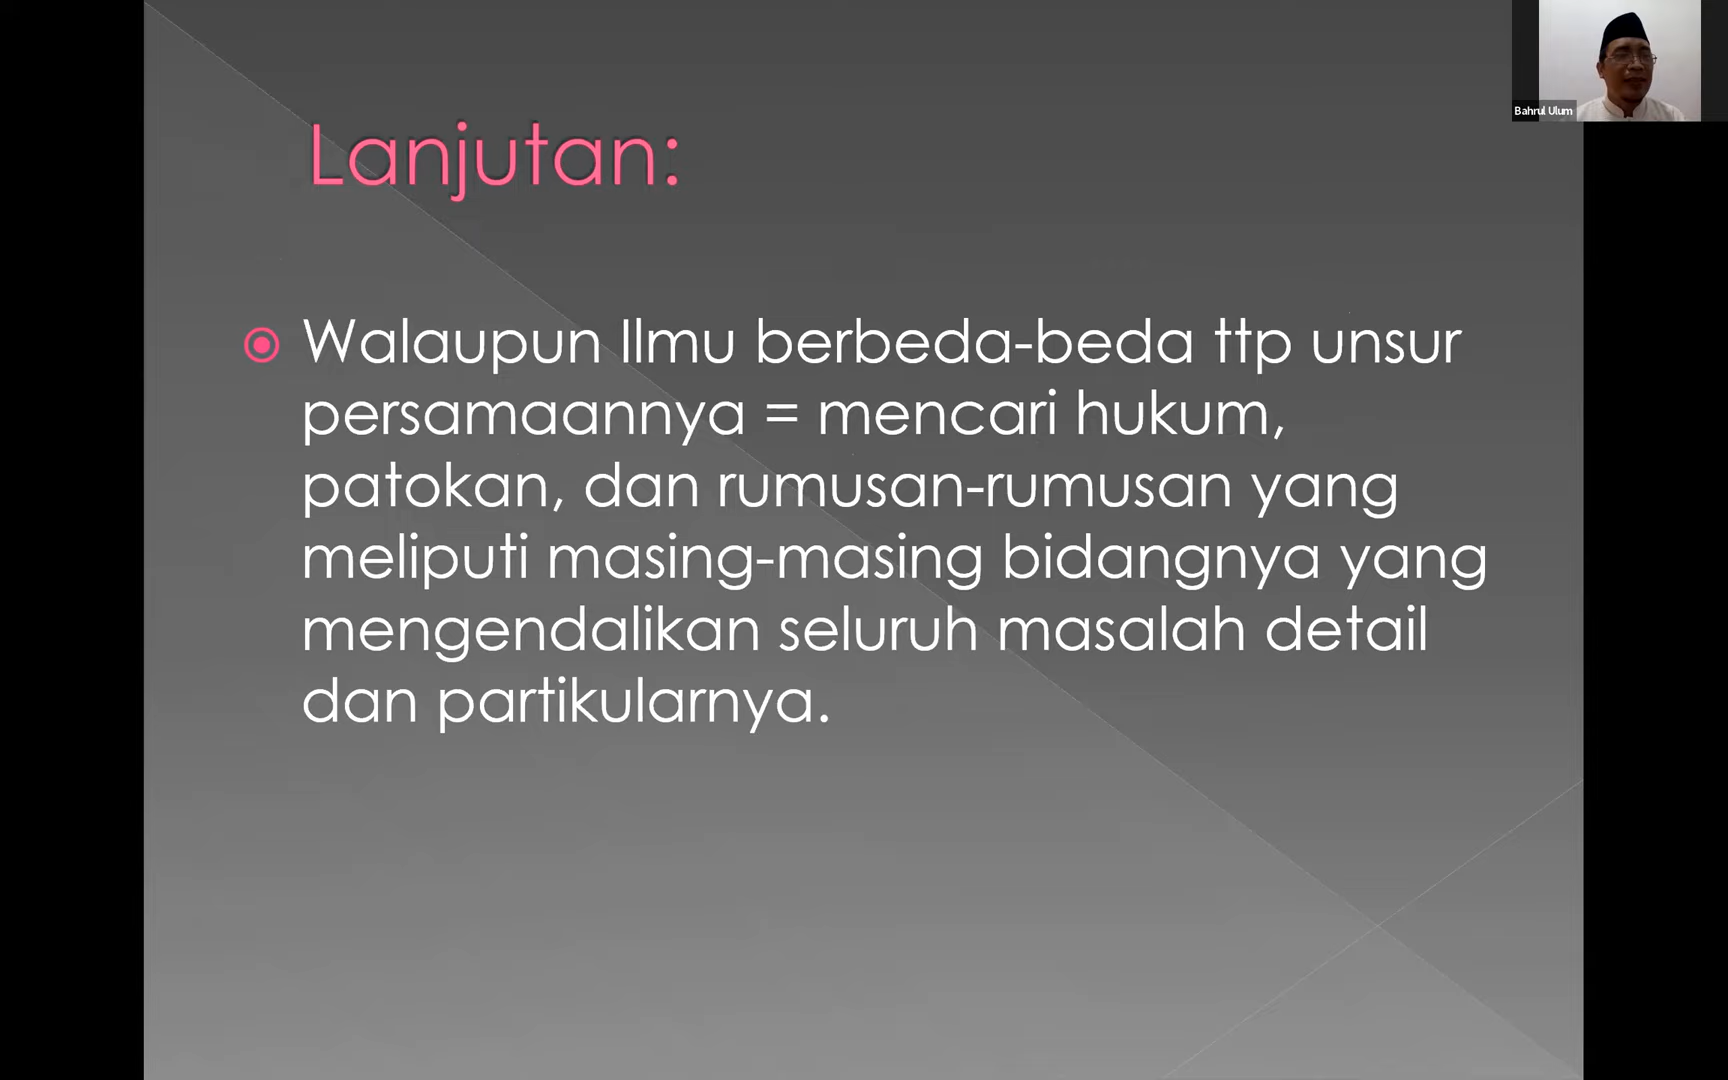 Bahrul Ulum
Lanjutan:
Walaupun Ilmu berbeda-beda ttp unsur
persamaannya = mencari hukum,
patokan, dan rumusan-rumusan yang
meliputi masing-masing bidangnya yang
mengendalikan seluruh masalah detail
dan partikularnya.